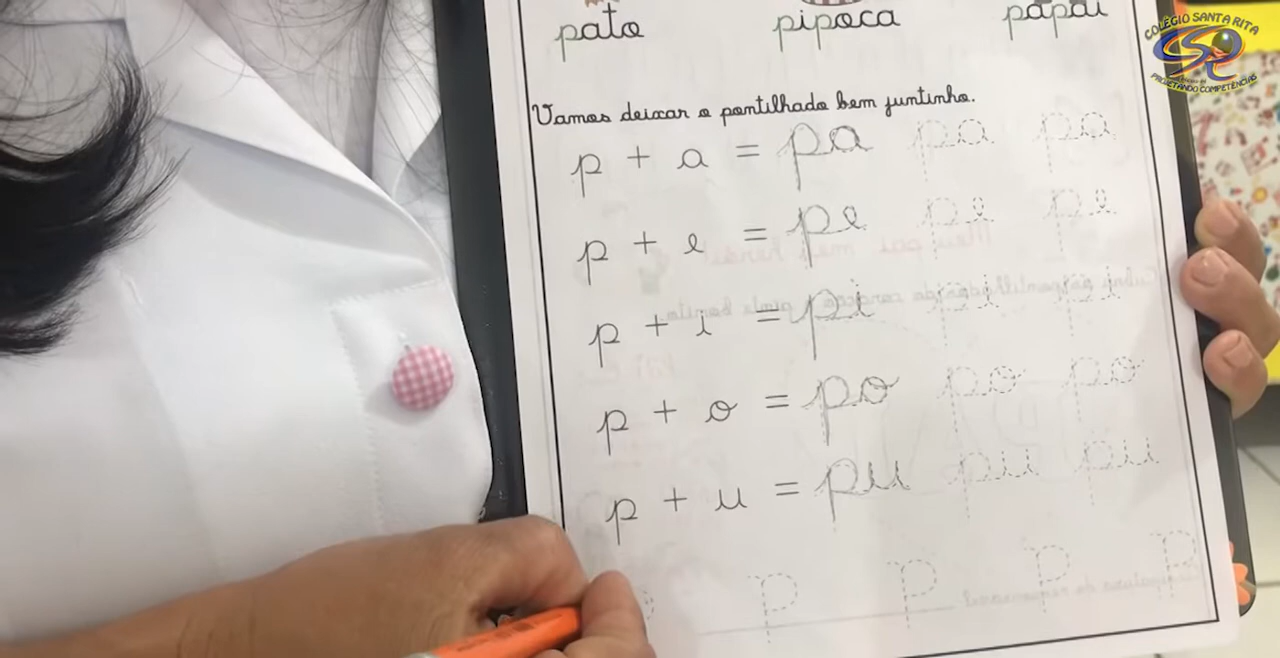 pato pipoca papai
COLÉGIO SANTA RITA
PROJETANDO COMPETÊNCIAS
Vamos deixar o pontilhado bem juntinho.
p + a = pa pa pa
p + e = pe pe pe
p + i = pi pi pi
p + o = po po po
p + u = pu pu pu
p p p p